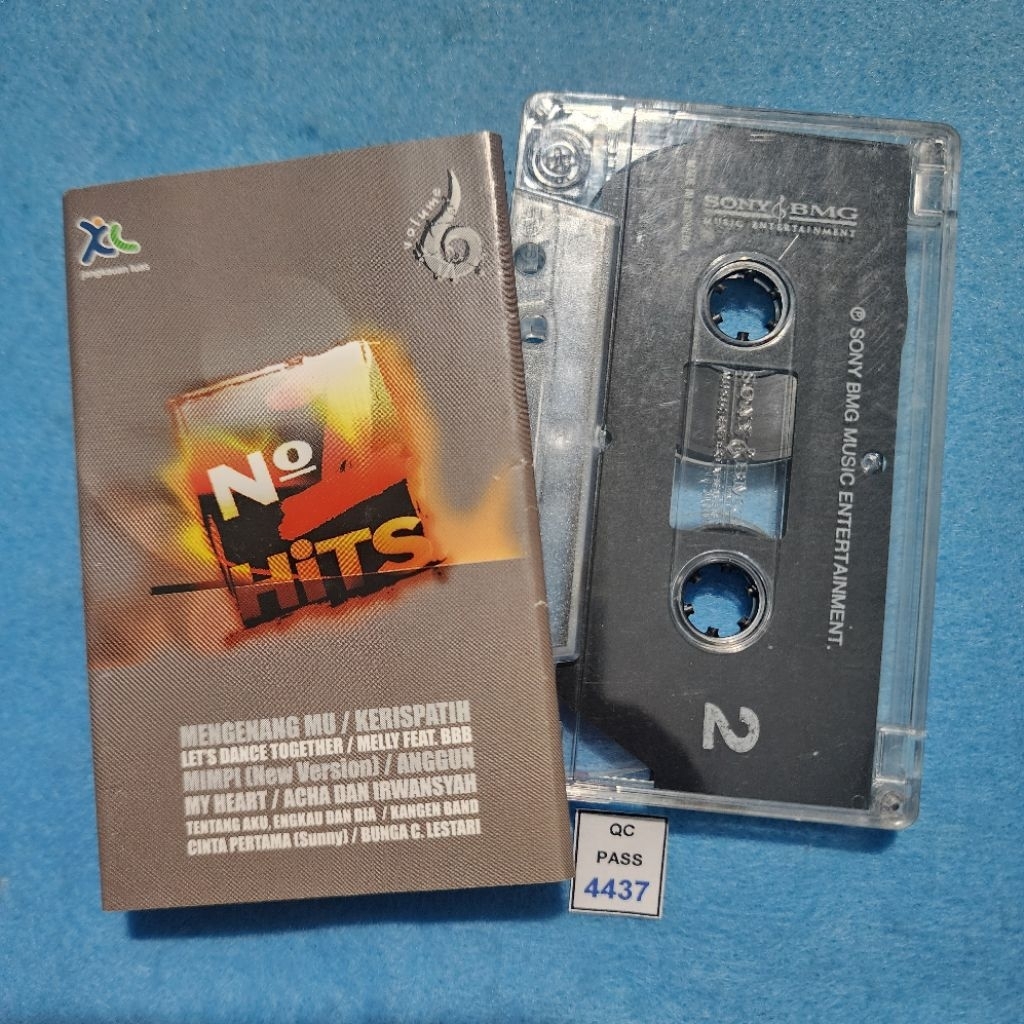 XL
volume
6
Nº 1
HiTS
MENGENANG MU / KERISPATIH
LET'S DANCE TOGETHER / MELLY FEAT. BBB
MIMPI (New Version) / ANGGUN
MY HEART / ACHA DAN IRWANSYAH
TENTANG AKU, ENGKAU DAN DIA / KANGEN BAND
CINTA PERTAMA (Sunny) / BUNGA C. LESTARI
SONY BMG
MUSIC ENTERTAINMENT
℗ SONY BMG MUSIC ENTERTAINMENT.
2
QC
PASS
4437